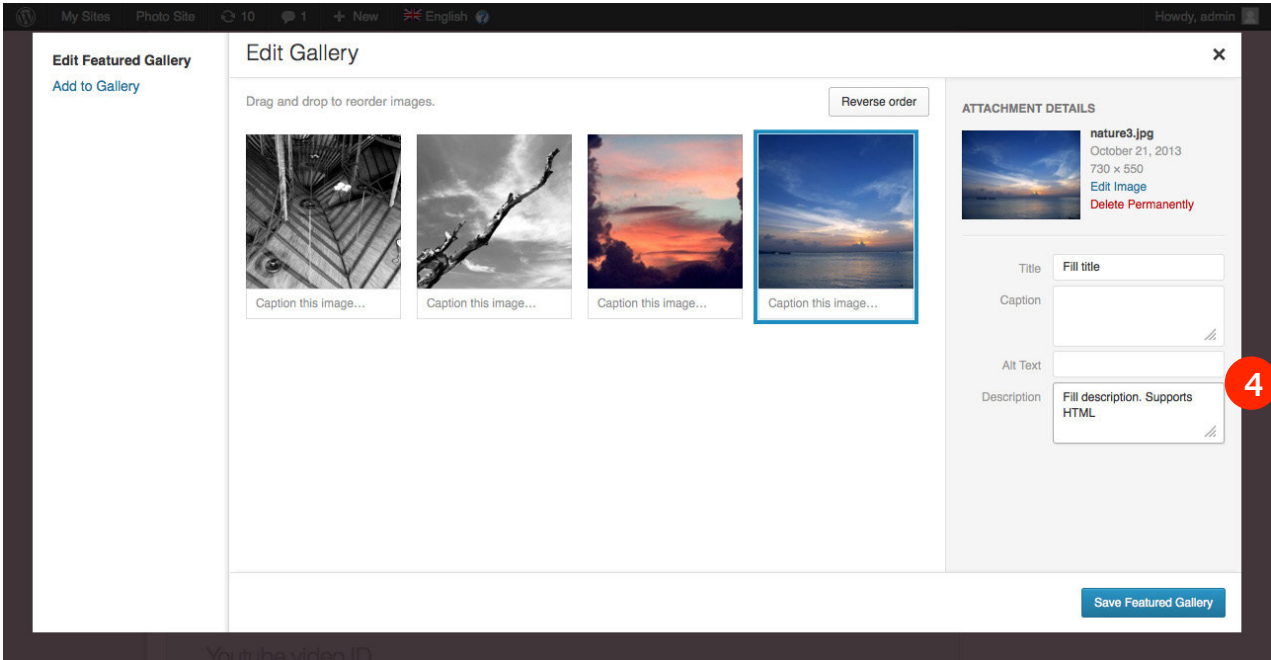 My Sites Photo Site 10 1 + New English ? Howdy, admin
Edit Featured Gallery
Add to Gallery
Edit Gallery
×
Drag and drop to reorder images.
Reverse order
Caption this image…
Caption this image…
Caption this image…
Caption this image…
ATTACHMENT DETAILS
nature3.jpg
October 21, 2013
730 × 550
Edit Image
Delete Permanently
Title Fill title
Caption
Alt Text
4
Description Fill description. Supports
HTML
Save Featured Gallery
Youtube video ID